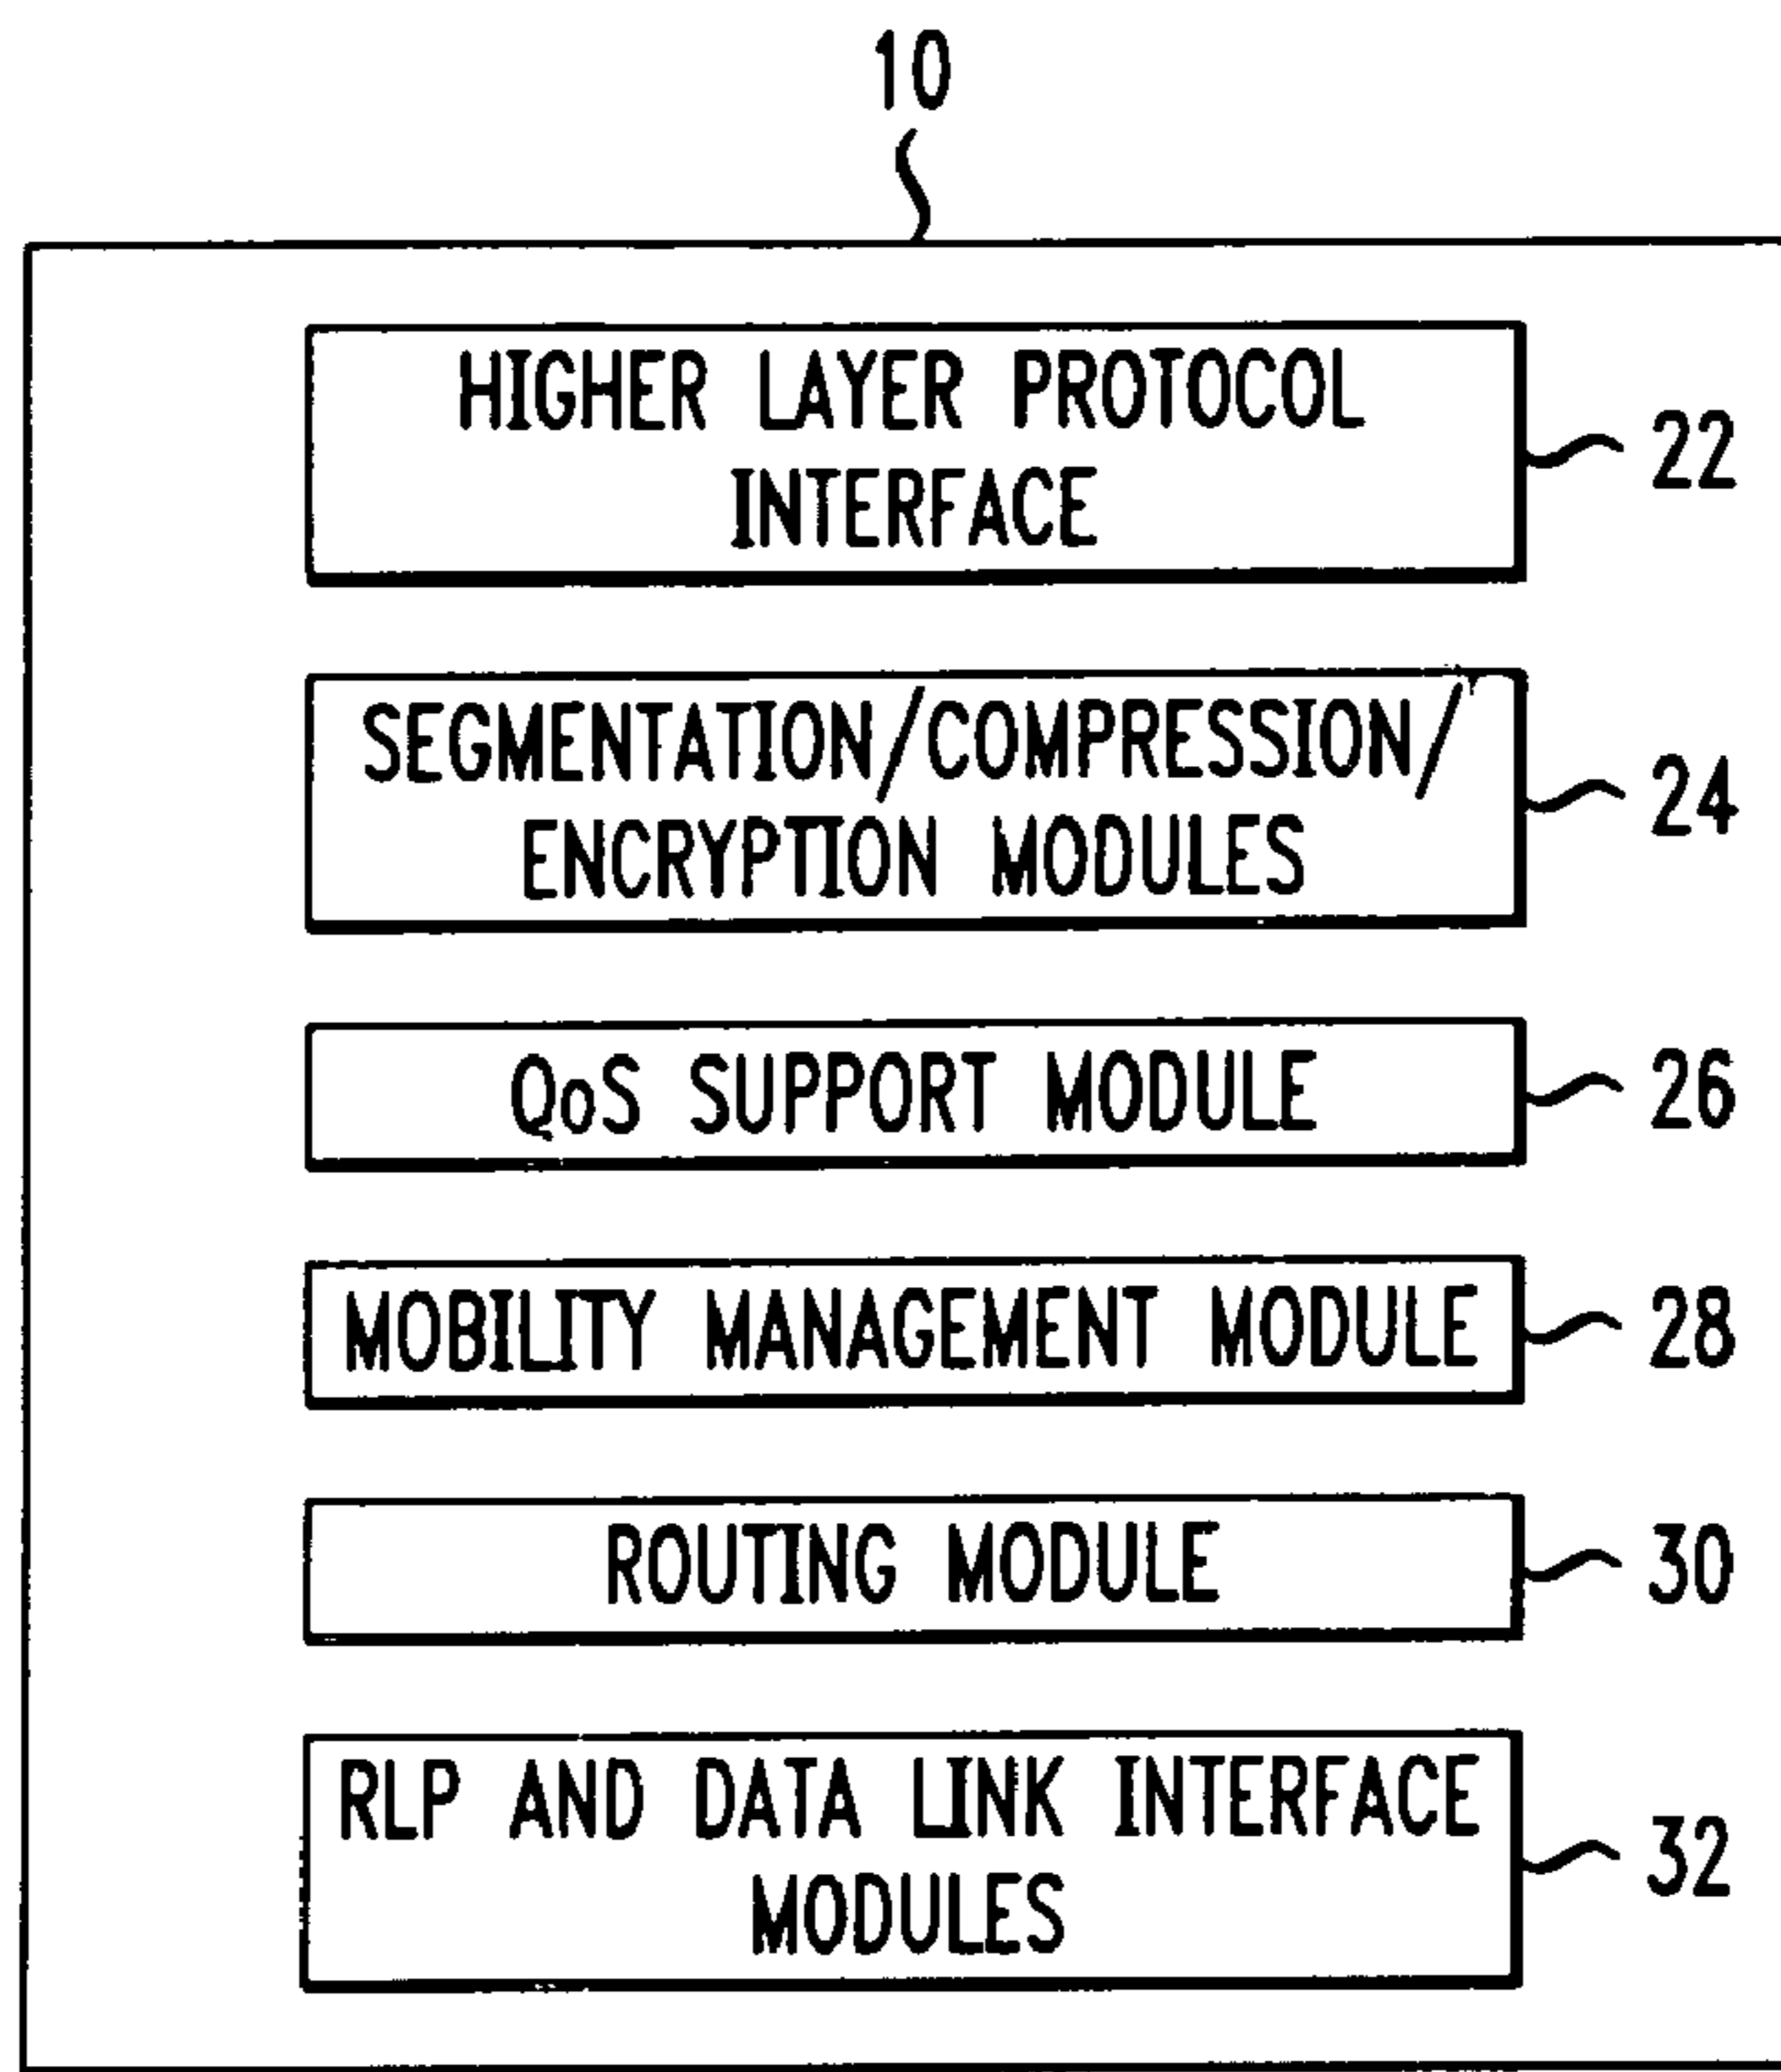 10
HIGHER LAYER PROTOCOL
INTERFACE
22
SEGMENTATION/COMPRESSION/
ENCRYPTION MODULES
24
QoS SUPPORT MODULE
26
MOBILITY MANAGEMENT MODULE
28
ROUTING MODULE
30
RLP AND DATA LINK INTERFACE
MODULES
32